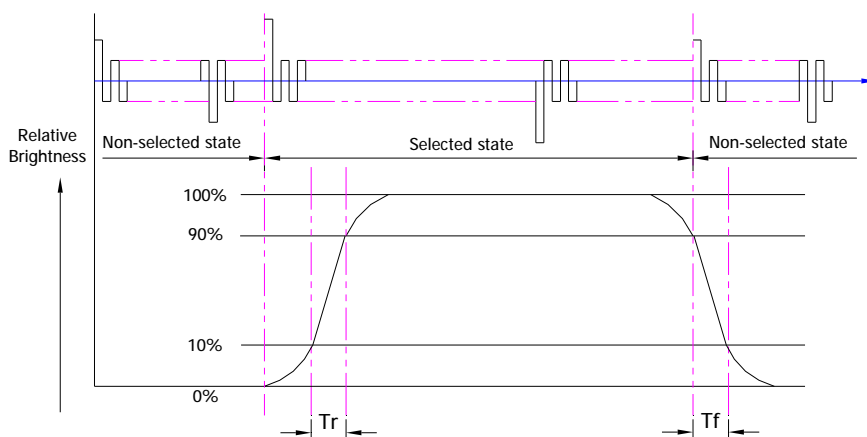 Relative
Brightness
Non-selected state
Selected state
Non-selected state
100%
90%
10%
0%
Tr
Tf